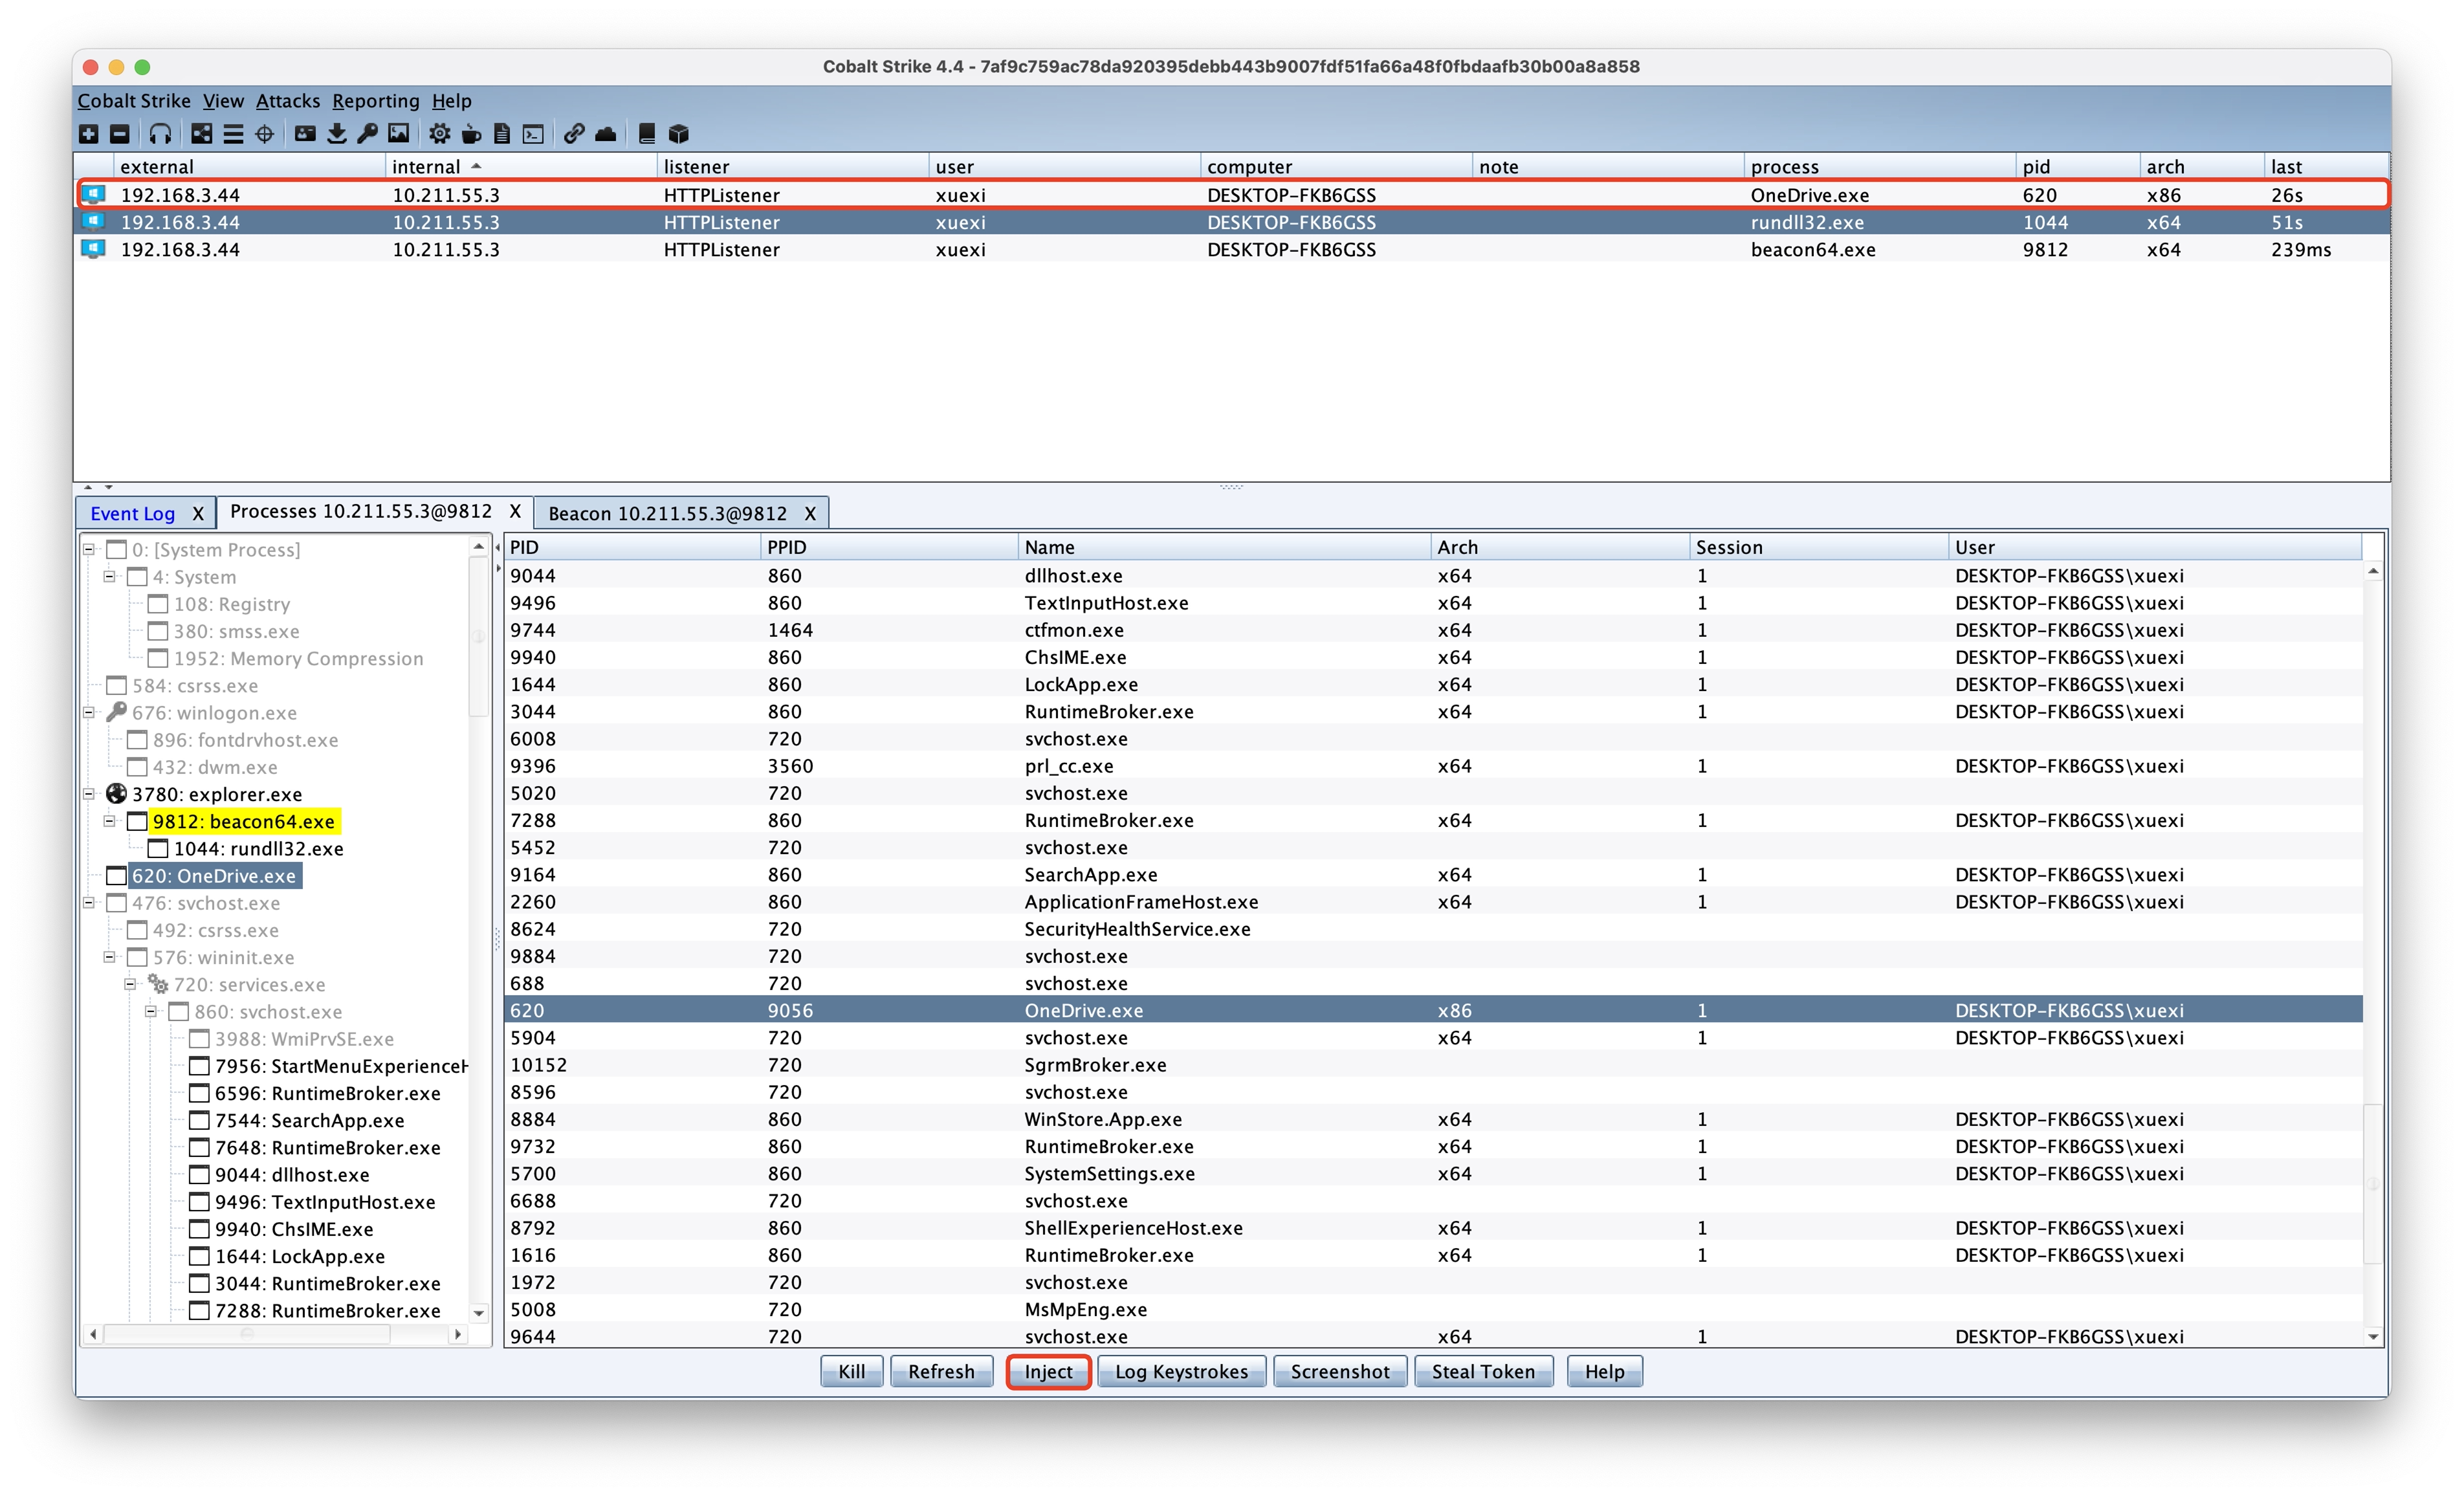 Cobalt Strike 4.4 - 7af9c759ac78da920395debb443b9007fdf51fa66a48f0fbdaafb30b00a8a858
Cobalt Strike View Attacks Reporting Help
external internal listener user computer note process pid arch last
192.168.3.44 10.211.55.3 HTTPListener xuexi DESKTOP-FKB6GSS OneDrive.exe 620 x86 26s
192.168.3.44 10.211.55.3 HTTPListener xuexi DESKTOP-FKB6GSS rundll32.exe 1044 x64 51s
192.168.3.44 10.211.55.3 HTTPListener xuexi DESKTOP-FKB6GSS beacon64.exe 9812 x64 239ms
Event Log X Processes 10.211.55.3@9812 X Beacon 10.211.55.3@9812 X
0: [System Process]
4: System
108: Registry
380: smss.exe
1952: Memory Compression
584: csrss.exe
676: winlogon.exe
896: fontdrvhost.exe
432: dwm.exe
3780: explorer.exe
9812: beacon64.exe
1044: rundll32.exe
620: OneDrive.exe
476: svchost.exe
492: csrss.exe
576: wininit.exe
720: services.exe
860: svchost.exe
3988: WmiPrvSE.exe
7956: StartMenuExperienceH
6596: RuntimeBroker.exe
7544: SearchApp.exe
7648: RuntimeBroker.exe
9044: dllhost.exe
9496: TextInputHost.exe
9940: ChsIME.exe
1644: LockApp.exe
3044: RuntimeBroker.exe
7288: RuntimeBroker.exe
PID PPID Name Arch Session User
9044 860 dllhost.exe x64 1 DESKTOP-FKB6GSS\xuexi
9496 860 TextInputHost.exe x64 1 DESKTOP-FKB6GSS\xuexi
9744 1464 ctfmon.exe x64 1 DESKTOP-FKB6GSS\xuexi
9940 860 ChsIME.exe x64 1 DESKTOP-FKB6GSS\xuexi
1644 860 LockApp.exe x64 1 DESKTOP-FKB6GSS\xuexi
3044 860 RuntimeBroker.exe x64 1 DESKTOP-FKB6GSS\xuexi
6008 720 svchost.exe
9396 3560 prl_cc.exe x64 1 DESKTOP-FKB6GSS\xuexi
5020 720 svchost.exe
7288 860 RuntimeBroker.exe x64 1 DESKTOP-FKB6GSS\xuexi
5452 720 svchost.exe
9164 860 SearchApp.exe x64 1 DESKTOP-FKB6GSS\xuexi
2260 860 ApplicationFrameHost.exe x64 1 DESKTOP-FKB6GSS\xuexi
8624 720 SecurityHealthService.exe
9884 720 svchost.exe
688 720 svchost.exe
620 9056 OneDrive.exe x86 1 DESKTOP-FKB6GSS\xuexi
5904 720 svchost.exe x64 1 DESKTOP-FKB6GSS\xuexi
10152 720 SgrmBroker.exe
8596 720 svchost.exe
8884 860 WinStore.App.exe x64 1 DESKTOP-FKB6GSS\xuexi
9732 860 RuntimeBroker.exe x64 1 DESKTOP-FKB6GSS\xuexi
5700 860 SystemSettings.exe x64 1 DESKTOP-FKB6GSS\xuexi
6688 720 svchost.exe
8792 860 ShellExperienceHost.exe x64 1 DESKTOP-FKB6GSS\xuexi
1616 860 RuntimeBroker.exe x64 1 DESKTOP-FKB6GSS\xuexi
1972 720 svchost.exe
5008 720 MsMpEng.exe
9644 720 svchost.exe x64 1 DESKTOP-FKB6GSS\xuexi
Kill Refresh Inject Log Keystrokes Screenshot Steal Token Help